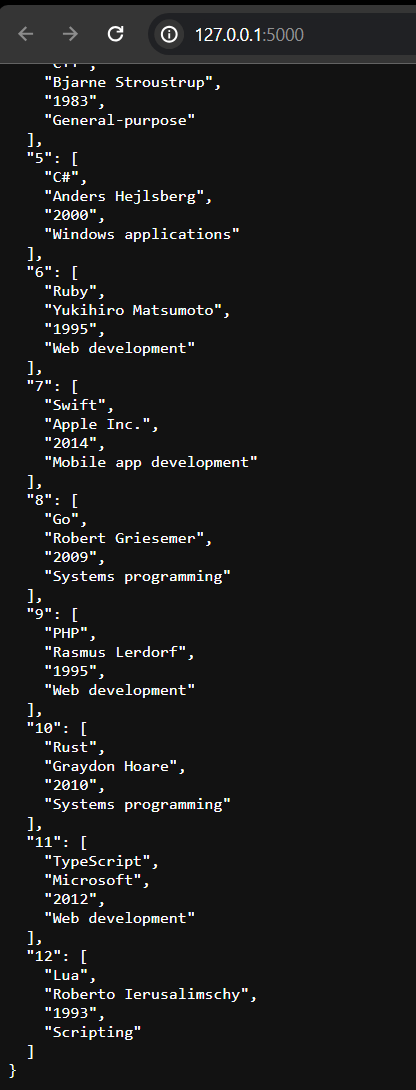 127.0.0.1:5000
"Bjarne Stroustrup",
"1983",
"General-purpose"
],
"5": [
"C#",
"Anders Hejlsberg",
"2000",
"Windows applications"
],
"6": [
"Ruby",
"Yukihiro Matsumoto",
"1995",
"Web development"
],
"7": [
"Swift",
"Apple Inc.",
"2014",
"Mobile app development"
],
"8": [
"Go",
"Robert Griesemer",
"2009",
"Systems programming"
],
"9": [
"PHP",
"Rasmus Lerdorf",
"1995",
"Web development"
],
"10": [
"Rust",
"Graydon Hoare",
"2010",
"Systems programming"
],
"11": [
"TypeScript",
"Microsoft",
"2012",
"Web development"
],
"12": [
"Lua",
"Roberto Ierusalimschy",
"1993",
"Scripting"
]
}